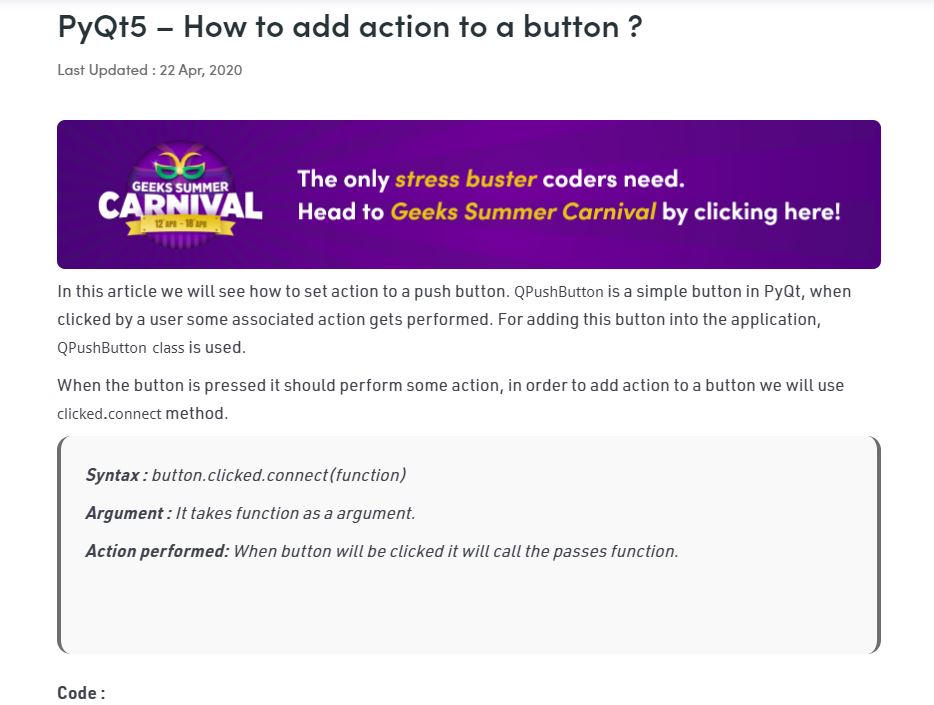 PyQt5 – How to add action to a button ?
Last Updated : 22 Apr, 2020
GEEKS SUMMER
CARNIVAL
12 APR - 18 APR
The only stress buster coders need.
Head to Geeks Summer Carnival by clicking here!
In this article we will see how to set action to a push button. QPushButton is a simple button in PyQt, when
clicked by a user some associated action gets performed. For adding this button into the application,
QPushButton class is used.
When the button is pressed it should perform some action, in order to add action to a button we will use
clicked.connect method.
Syntax : button.clicked.connect(function)
Argument : It takes function as a argument.
Action performed: When button will be clicked it will call the passes function.
Code :